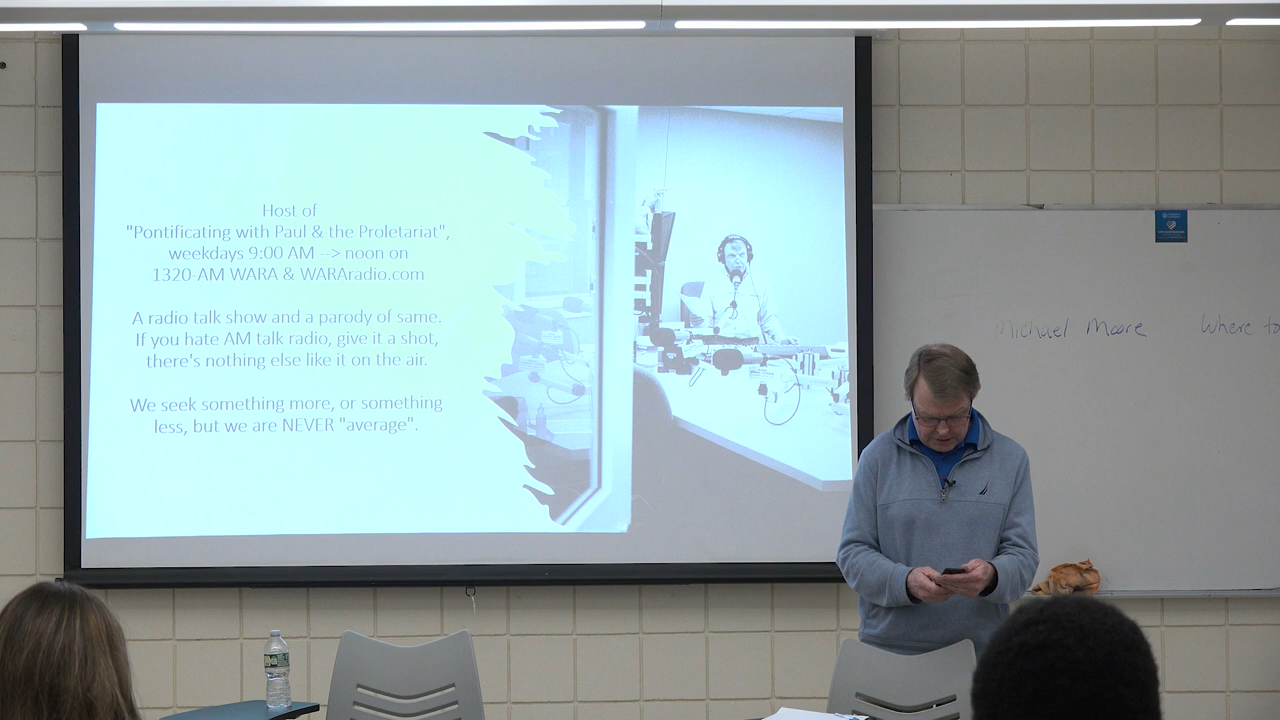 Host of
"Pontificating with Paul & the Proletariat",
weekdays 9:00 AM --> noon on
1320 AM WARA & WARAradio.com
A radio talk show and a parody of same.
If you hate AM talk radio, give it a shot,
there's nothing else like it on the air.
We seek something more, or something
less, but we are NEVER "average".
Michael Moore
Where to